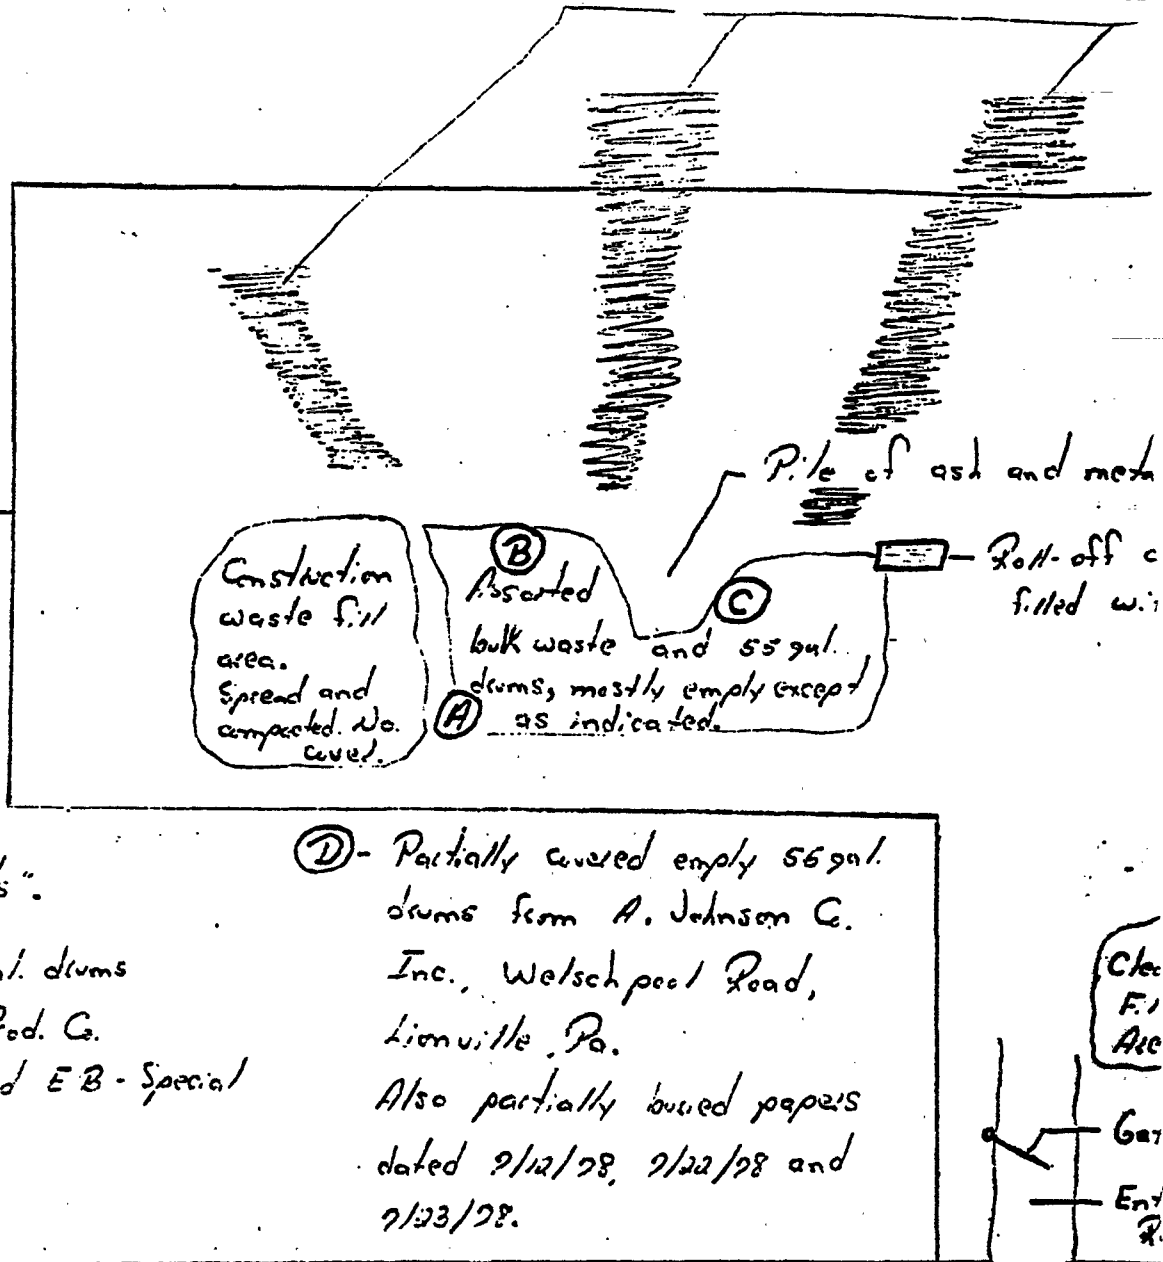 Pile of ash and meta
Roll-off c
filled wi
B
Assorted
bulk waste and 55 gal.
drums, mostly empty except
as indicated.
C
A
Construction
waste fill
area.
Spread and
compacted. No.
cover.
D - Partially covered empty 55 gal.
drums from A. Johnson Co.
Inc., Welschpool Road,
Lionville, Pa.
Also partially buried papers
dated 7/12/78, 7/22/78 and
7/23/78.
s".
l. drums
Prod. Co.
d EB - Special
Clea
Fil
Are
Gat
Ent
R